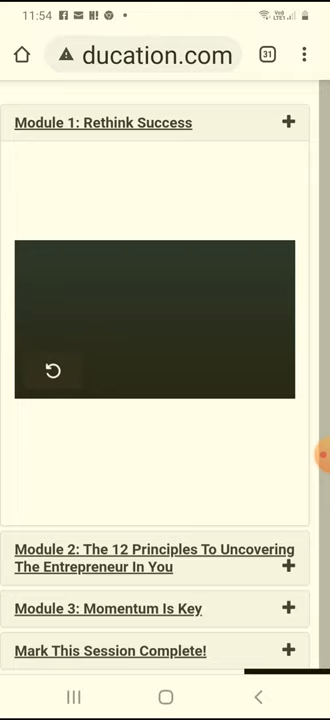 11:54 H!
ducation.com 31
Module 1: Rethink Success
Module 2: The 12 Principles To Uncovering
The Entrepreneur In You
Module 3: Momentum Is Key
Mark This Session Complete!